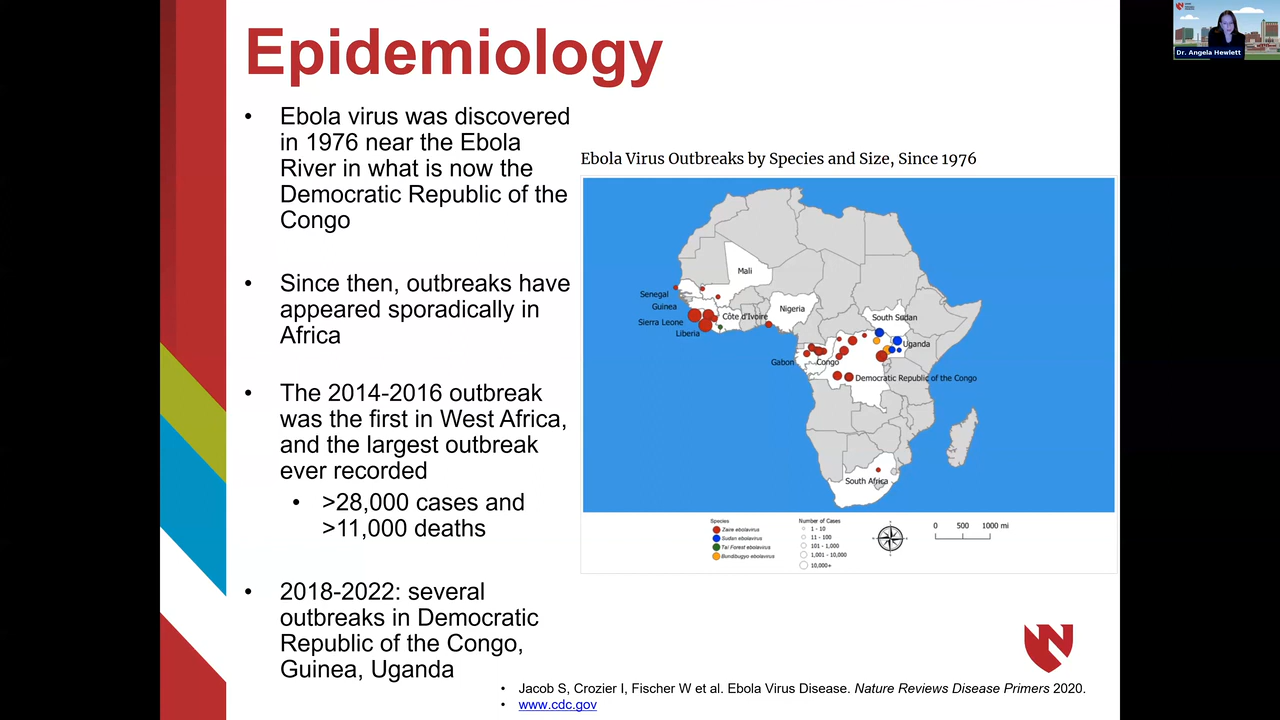 Epidemiology
• Ebola virus was discovered
in 1976 near the Ebola
River in what is now the
Democratic Republic of the
Congo
• Since then, outbreaks have
appeared sporadically in
Africa
• The 2014-2016 outbreak
was the first in West Africa,
and the largest outbreak
ever recorded
• >28,000 cases and
>11,000 deaths
• 2018-2022: several
outbreaks in Democratic
Republic of the Congo,
Guinea, Uganda
Ebola Virus Outbreaks by Species and Size, Since 1976
Mali
Senegal
Guinea
Nigeria
Côte d'Ivoire
South Sudan
Sierra Leone
Liberia
Uganda
Gabon
Congo
Democratic Republic of the Congo
South Africa
Species
Zaire ebolavirus
Sudan ebolavirus
Tai Forest ebolavirus
Bundibugyo ebolavirus
Number of Cases
1 - 10
11 - 100
101 - 1,000
1,001 - 10,000
10,000+
0 500 1000 mi
• Jacob S, Crozier I, Fischer W et al. Ebola Virus Disease. Nature Reviews Disease Primers 2020.
• www.cdc.gov
Dr. Angela Hewlett